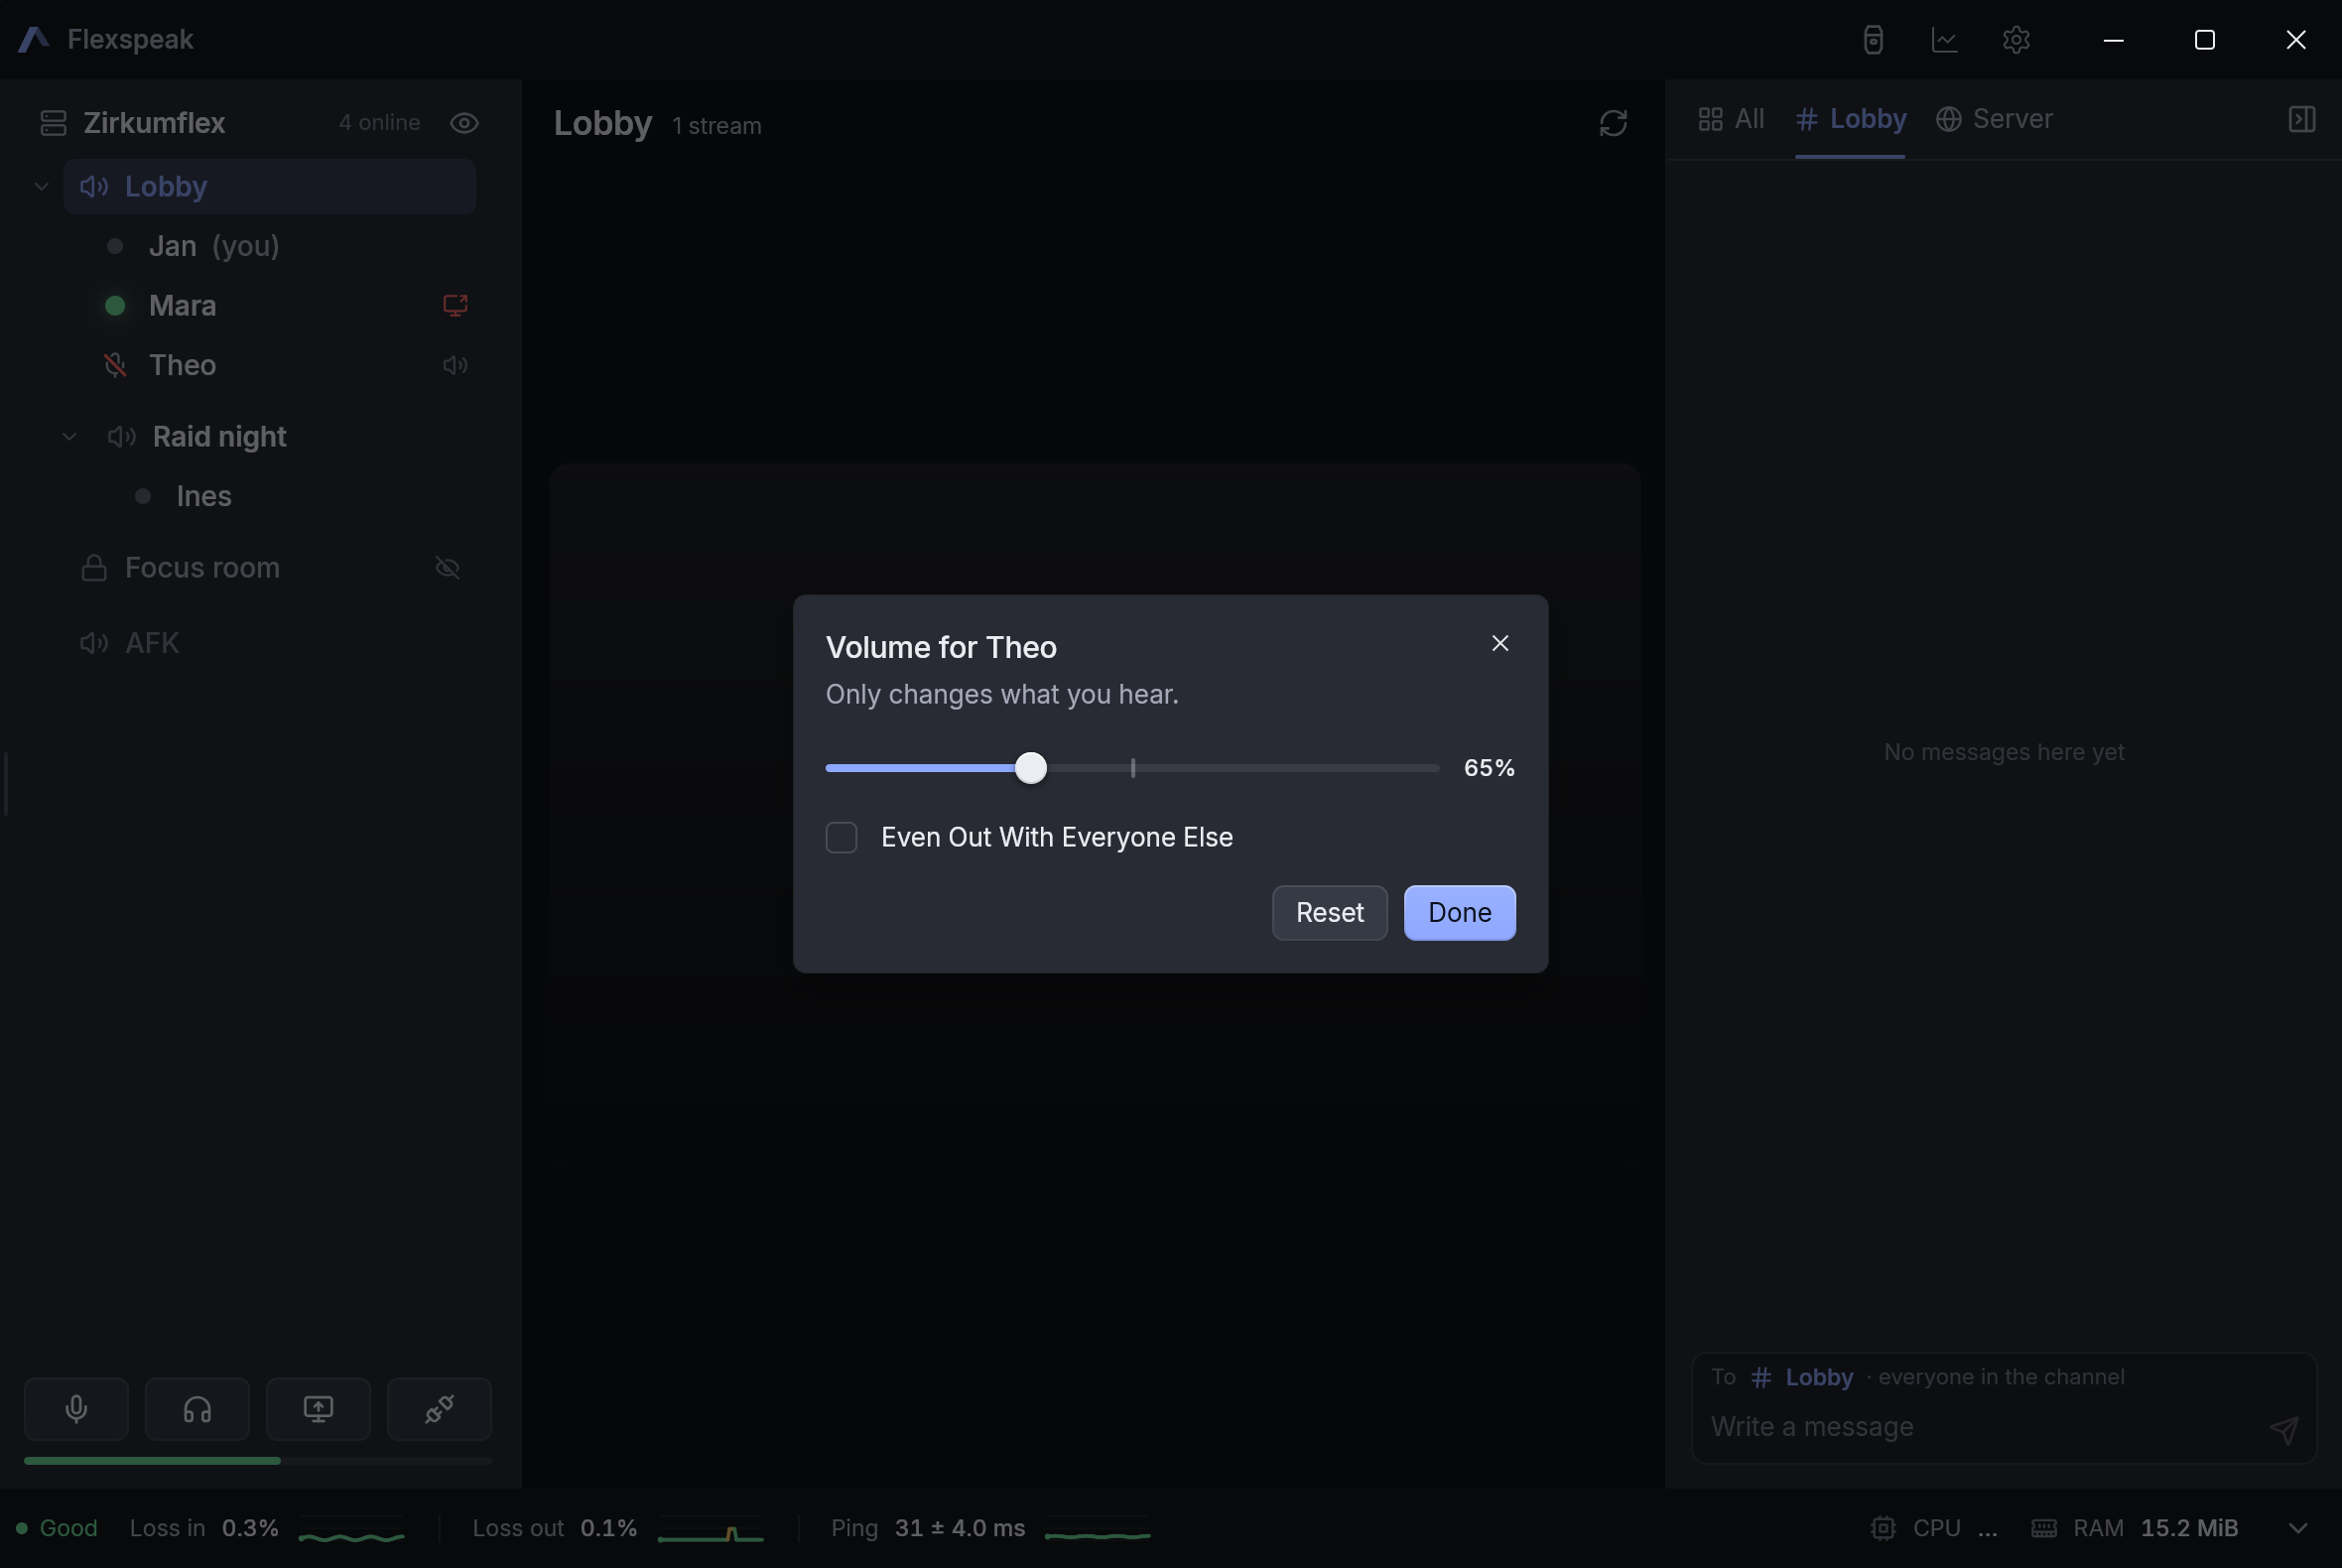 Flexspeak
Zirkumflex 4 online
Lobby
Jan (you)
Mara
Theo
Raid night
Ines
Focus room
AFK
Lobby 1 stream
All Lobby Server
No messages here yet
Volume for Theo
Only changes what you hear.
65%
Even Out With Everyone Else
Reset Done
To # Lobby · everyone in the channel
Write a message
Good Loss in 0.3% Loss out 0.1% Ping 31 ± 4.0 ms CPU ... RAM 15.2 MiB